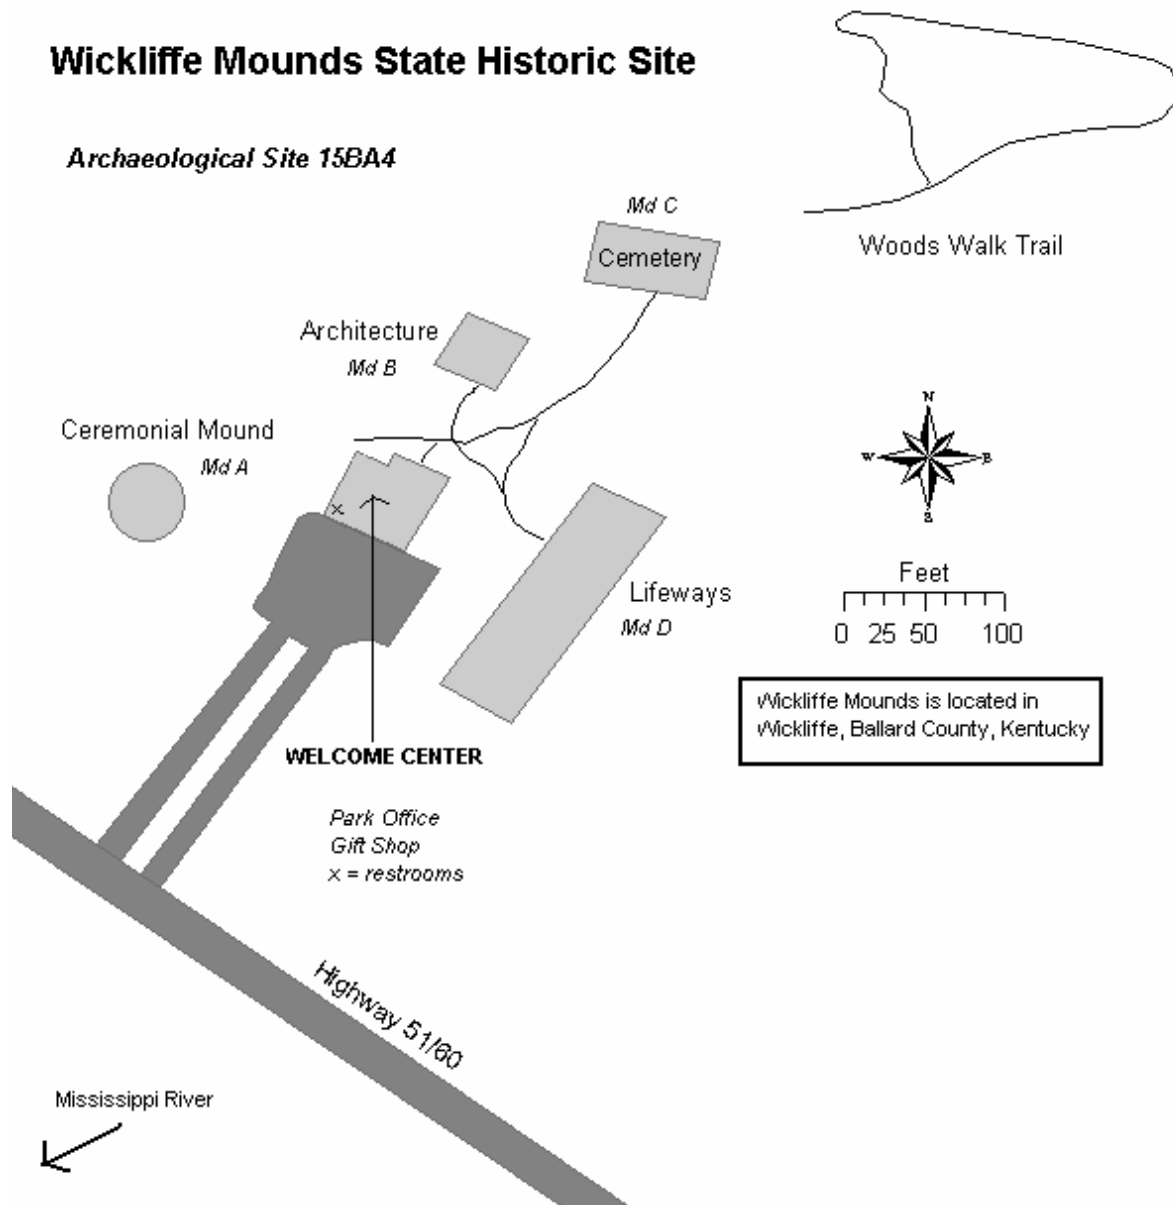 Wickliffe Mounds State Historic Site
Archaeological Site 15BA4
Md C
Cemetery
Woods Walk Trail
Architecture
Md B
Ceremonial Mound
Md A
N
W
E
S
Feet
0 25 50 100
Lifeways
Md D
Wickliffe Mounds is located in
Wickliffe, Ballard County, Kentucky
x
WELCOME CENTER
Park Office
Gift Shop
x = restrooms
Highway 51/60
Mississippi River